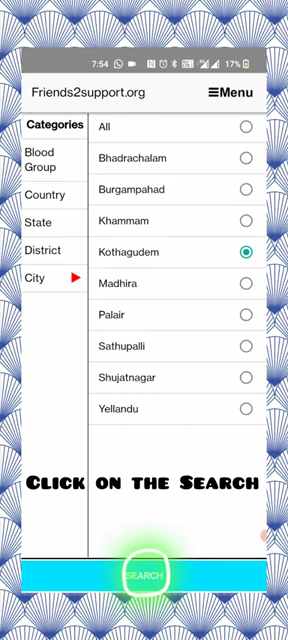 7:54 17%
Friends2support.org ☰Menu
Categories
Blood
Group
Country
State
District
City
All
Bhadrachalam
Burgampahad
Khammam
Kothagudem
Madhira
Palair
Sathupalli
Shujatnagar
Yellandu
Click on the Search
SEARCH